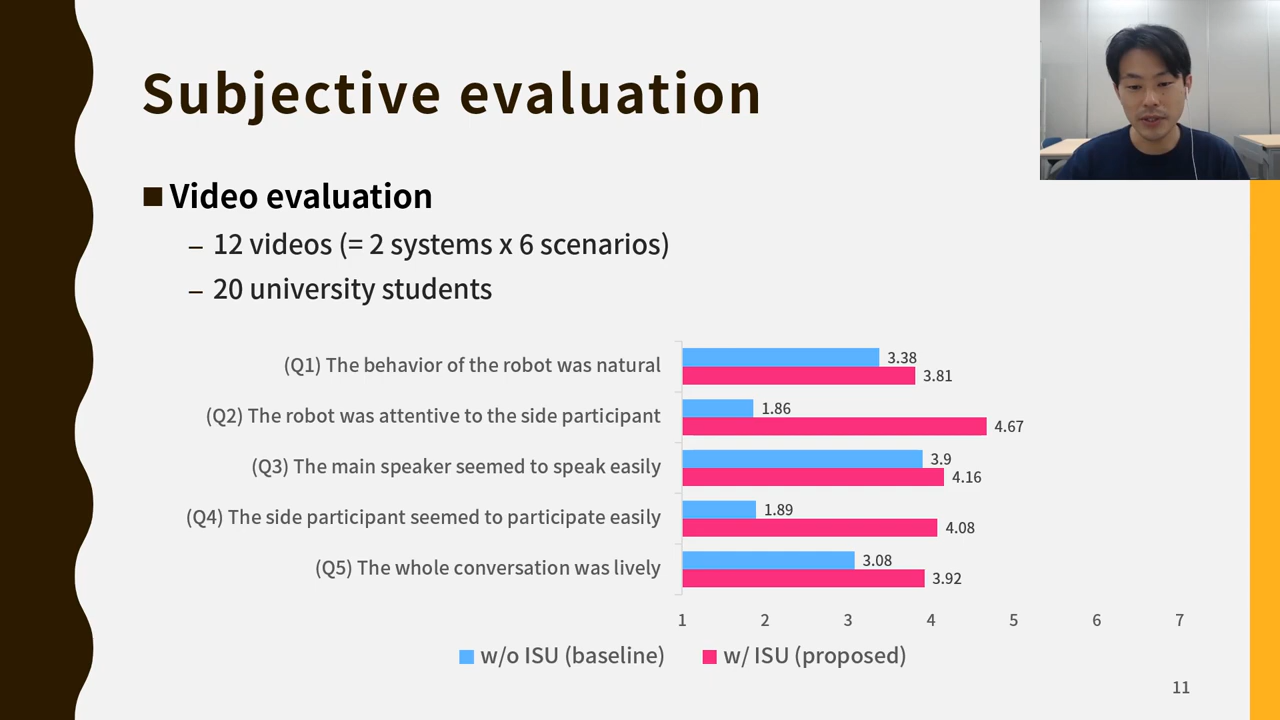 Subjective evaluation
Video evaluation
– 12 videos (= 2 systems x 6 scenarios)
– 20 university students
(Q1) The behavior of the robot was natural
3.38
3.81
(Q2) The robot was attentive to the side participant
1.86
4.67
(Q3) The main speaker seemed to speak easily
3.9
4.16
(Q4) The side participant seemed to participate easily
1.89
4.08
(Q5) The whole conversation was lively
3.08
3.92
1 2 3 4 5 6 7
w/o ISU (baseline) w/ ISU (proposed)
11